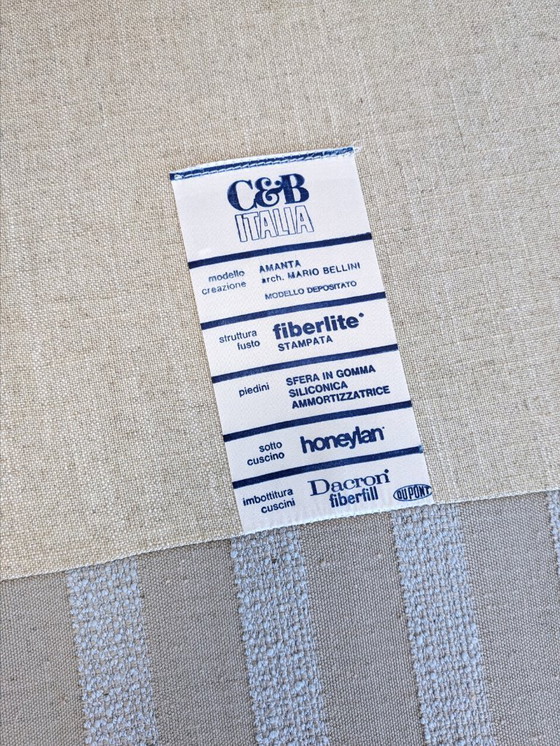 C&B
ITALIA
modello AMANTA
creazione arch. MARIO BELLINI
MODELLO DEPOSITATO
struttura fiberlite*
fusto STAMPATA
piedini SFERA IN GOMMA
SILICONICA
AMMORTIZZATRICE
sotto
cuscino honeylan
imbottitura Dacron*
cuscini fiberfill DU PONT